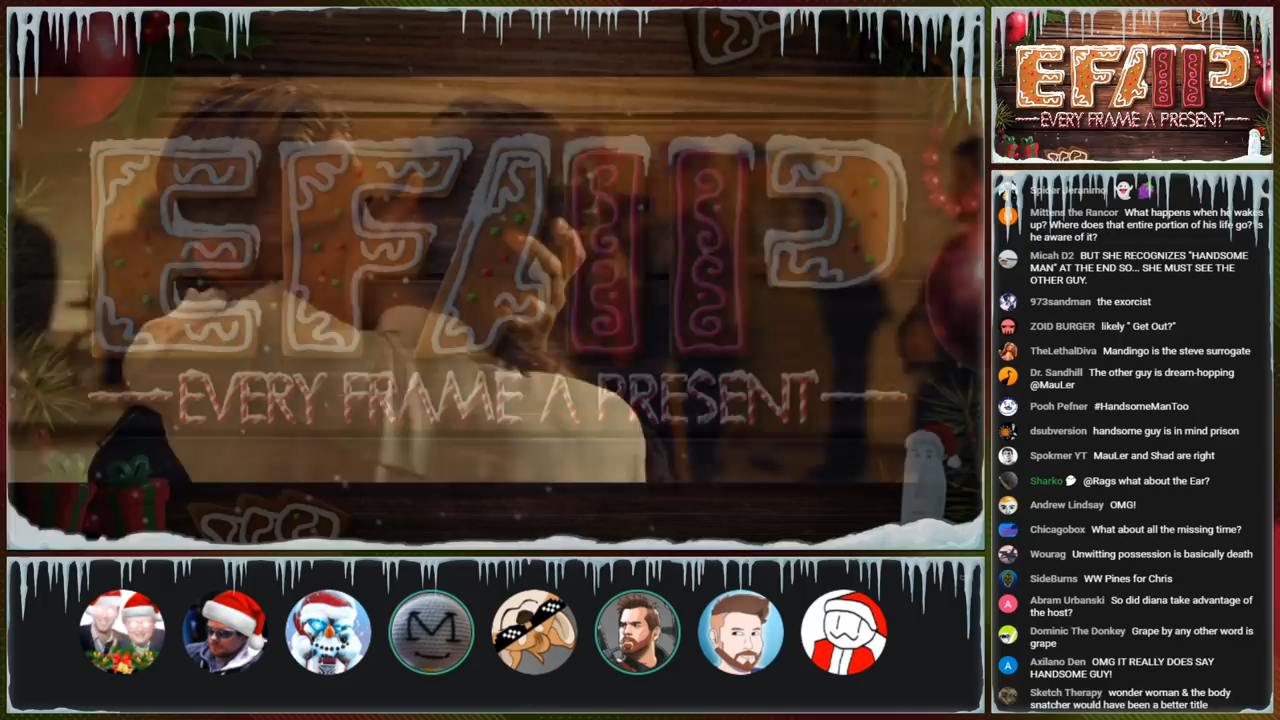 EFAP
EVERY FRAME A PRESENT
EFAP
EVERY FRAME A PRESENT
Spider Jeranimo
Mittens the Rancor What happens when he wakes
up? Where does that entire portion of his life go? Is
he aware of it?
Micah D2 BUT SHE RECOGNIZES "HANDSOME
MAN" AT THE END SO... SHE MUST SEE THE
OTHER GUY.
973sandman the exorcist
ZOID BURGER likely " Get Out?"
TheLethalDiva Mandingo is the steve surrogate
Dr. Sandhill The other guy is dream-hopping
@MauLer
Pooh Pefner #HandsomeManToo
dsubversion handsome guy is in mind prison
Spokmer YT MauLer and Shad are right
Sharko @Rags what about the Ear?
Andrew Lindsay OMG!
Chicagobox What about all the missing time?
Wourag Unwitting possession is basically death
SideBurns WW Pines for Chris
A Abram Urbanski So did diana take advantage of
the host?
Dominic The Donkey Grape by any other word is
grape
A Axilano Den OMG IT REALLY DOES SAY
HANDSOME GUY!
Sketch Therapy wonder woman & the body
snatcher would have been a better title
M